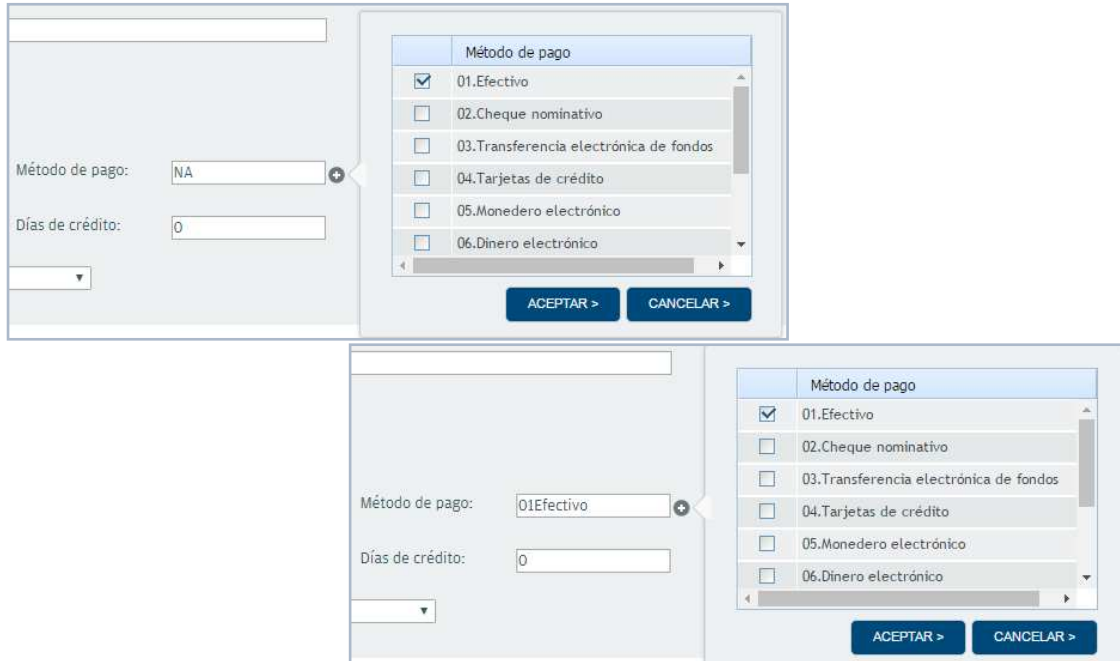 Método de pago
01.Efectivo
02.Cheque nominativo
03.Transferencia electrónica de fondos
Método de pago: NA
04.Tarjetas de crédito
05.Monedero electrónico
Días de crédito: 0
06.Dinero electrónico
ACEPTAR > CANCELAR >
Método de pago
01.Efectivo
02.Cheque nominativo
03.Transferencia electrónica de fondos
Método de pago: 01Efectivo
04.Tarjetas de crédito
05.Monedero electrónico
Días de crédito: 0
06.Dinero electrónico
ACEPTAR > CANCELAR >